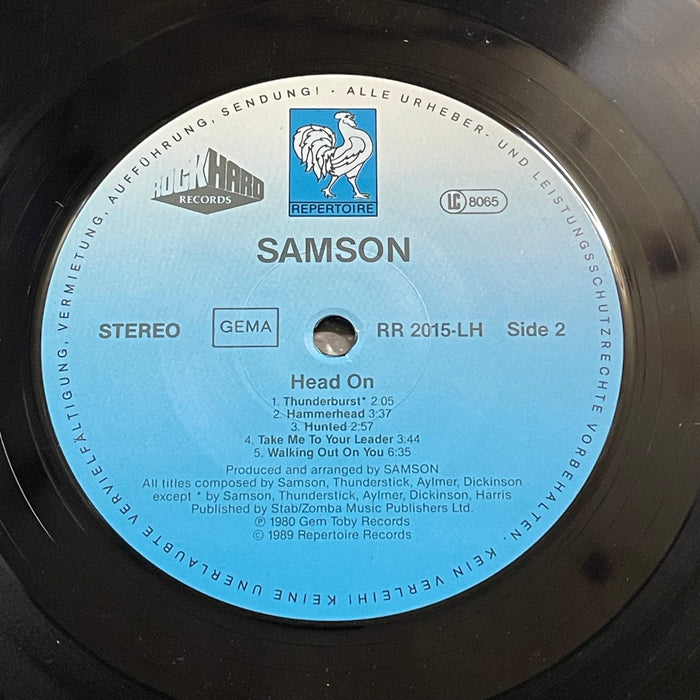 ALLE URHEBER- UND LEISTUNGSSCHUTZRECHTE VORBEHALTEN. KEIN VERLEIH! KEINE UNERLAUBTE VERVIELFÄLTIGUNG, VERMIETUNG, AUFFÜHRUNG, SENDUNG! ·
ROCK HARD
RECORDS
REPERTOIRE
LC 8065
SAMSON
STEREO GEMA RR 2015-LH Side 2
Head On
1. Thunderburst* 2:05
2. Hammerhead 3:37
3. Hunted 2:57
4. Take Me To Your Leader 3:44
5. Walking Out On You 6:35
Produced and arranged by SAMSON
All titles composed by Samson, Thunderstick, Aylmer, Dickinson
except * by Samson, Thunderstick, Aylmer, Dickinson, Harris
Published by Stab/Zomba Music Publishers Ltd.
℗ 1980 Gem Toby Records
© 1989 Repertoire Records